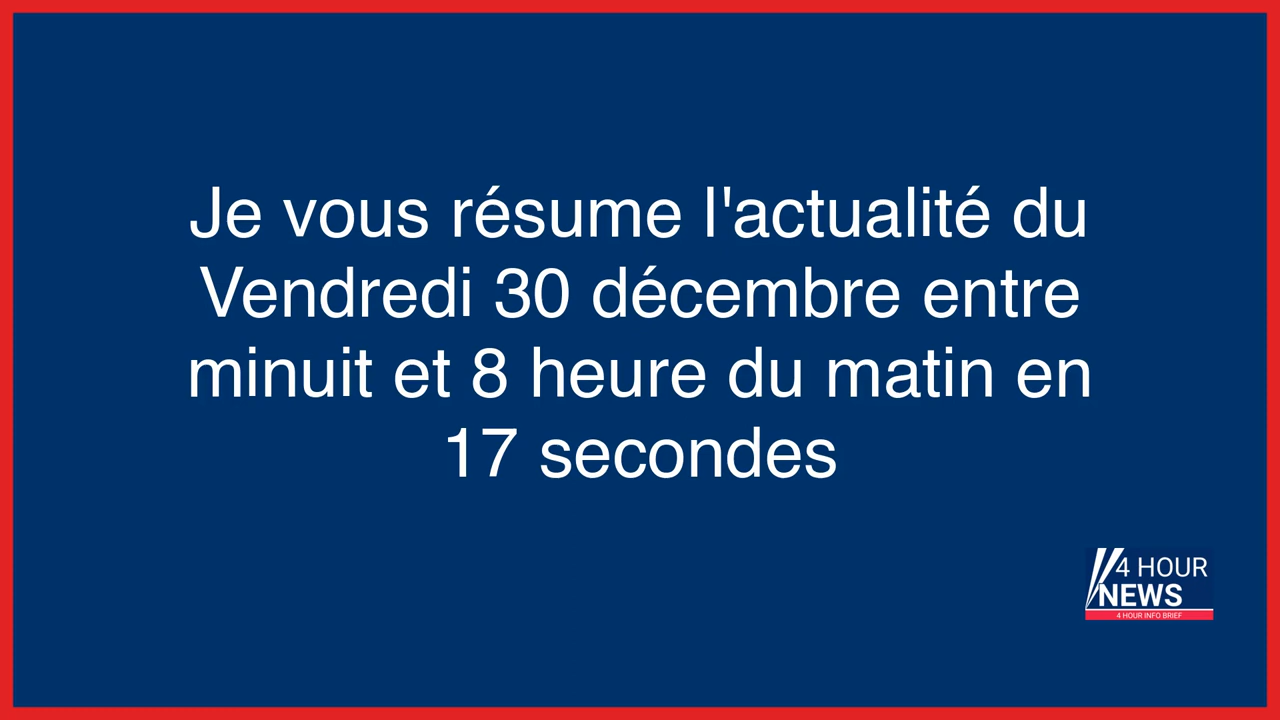 Je vous résume l'actualité du
Vendredi 30 décembre entre
minuit et 8 heure du matin en
17 secondes
4 HOUR
NEWS
4 HOUR INFO BRIEF